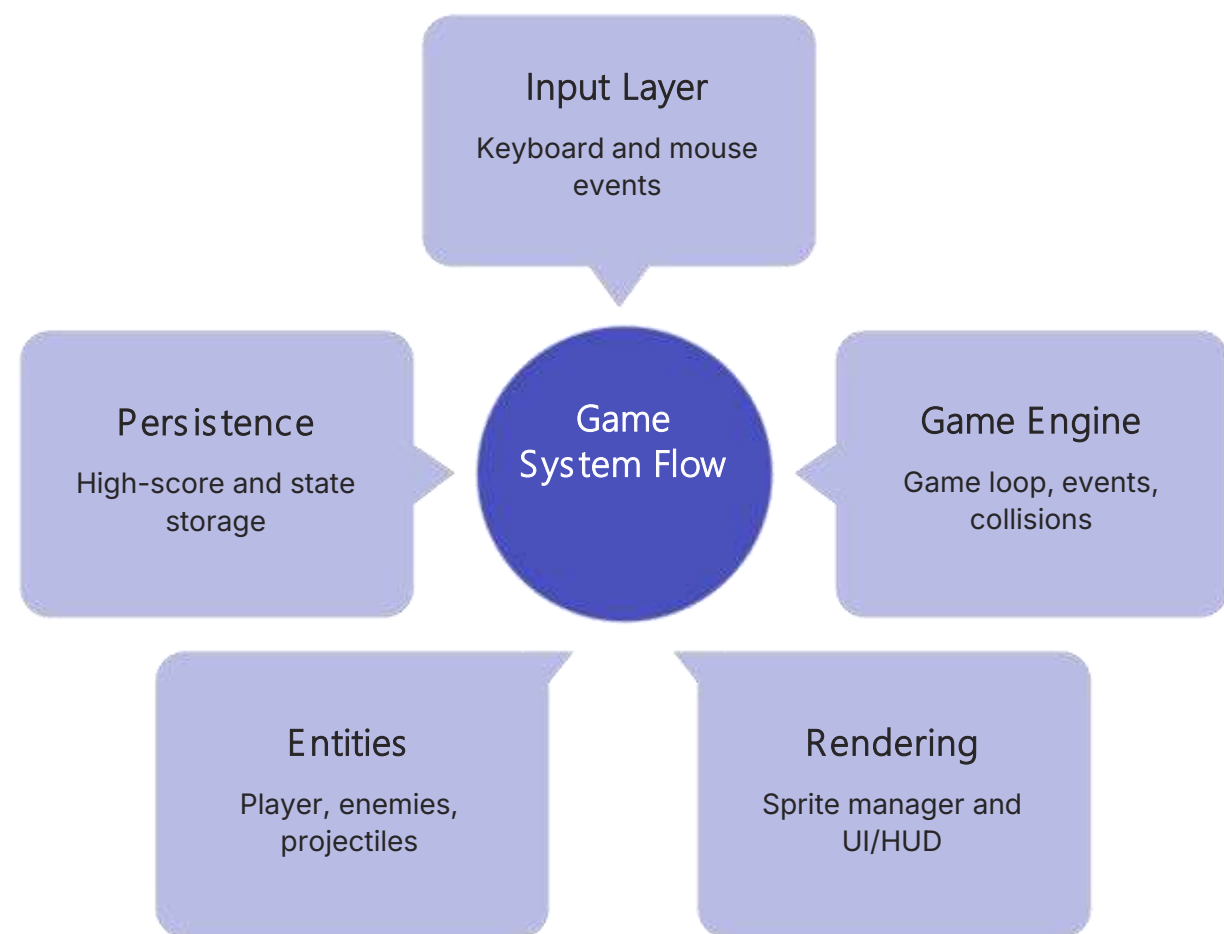 Input Layer
Keyboard and mouse
events
Persistence
High-score and state
storage
Game
System Flow
Game Engine
Game loop, events,
collisions
Entities
Player, enemies,
projectiles
Rendering
Sprite manager and
UI/HUD